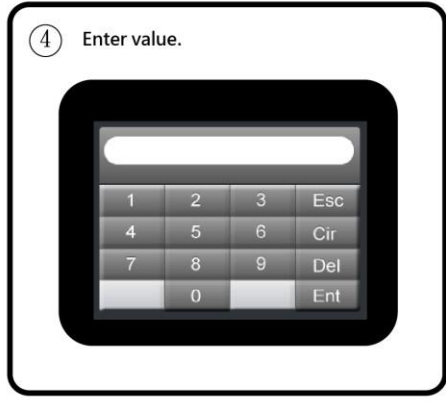 ④ Enter value.
1 2 3 Esc
4 5 6 Cir
7 8 9 Del
0 Ent